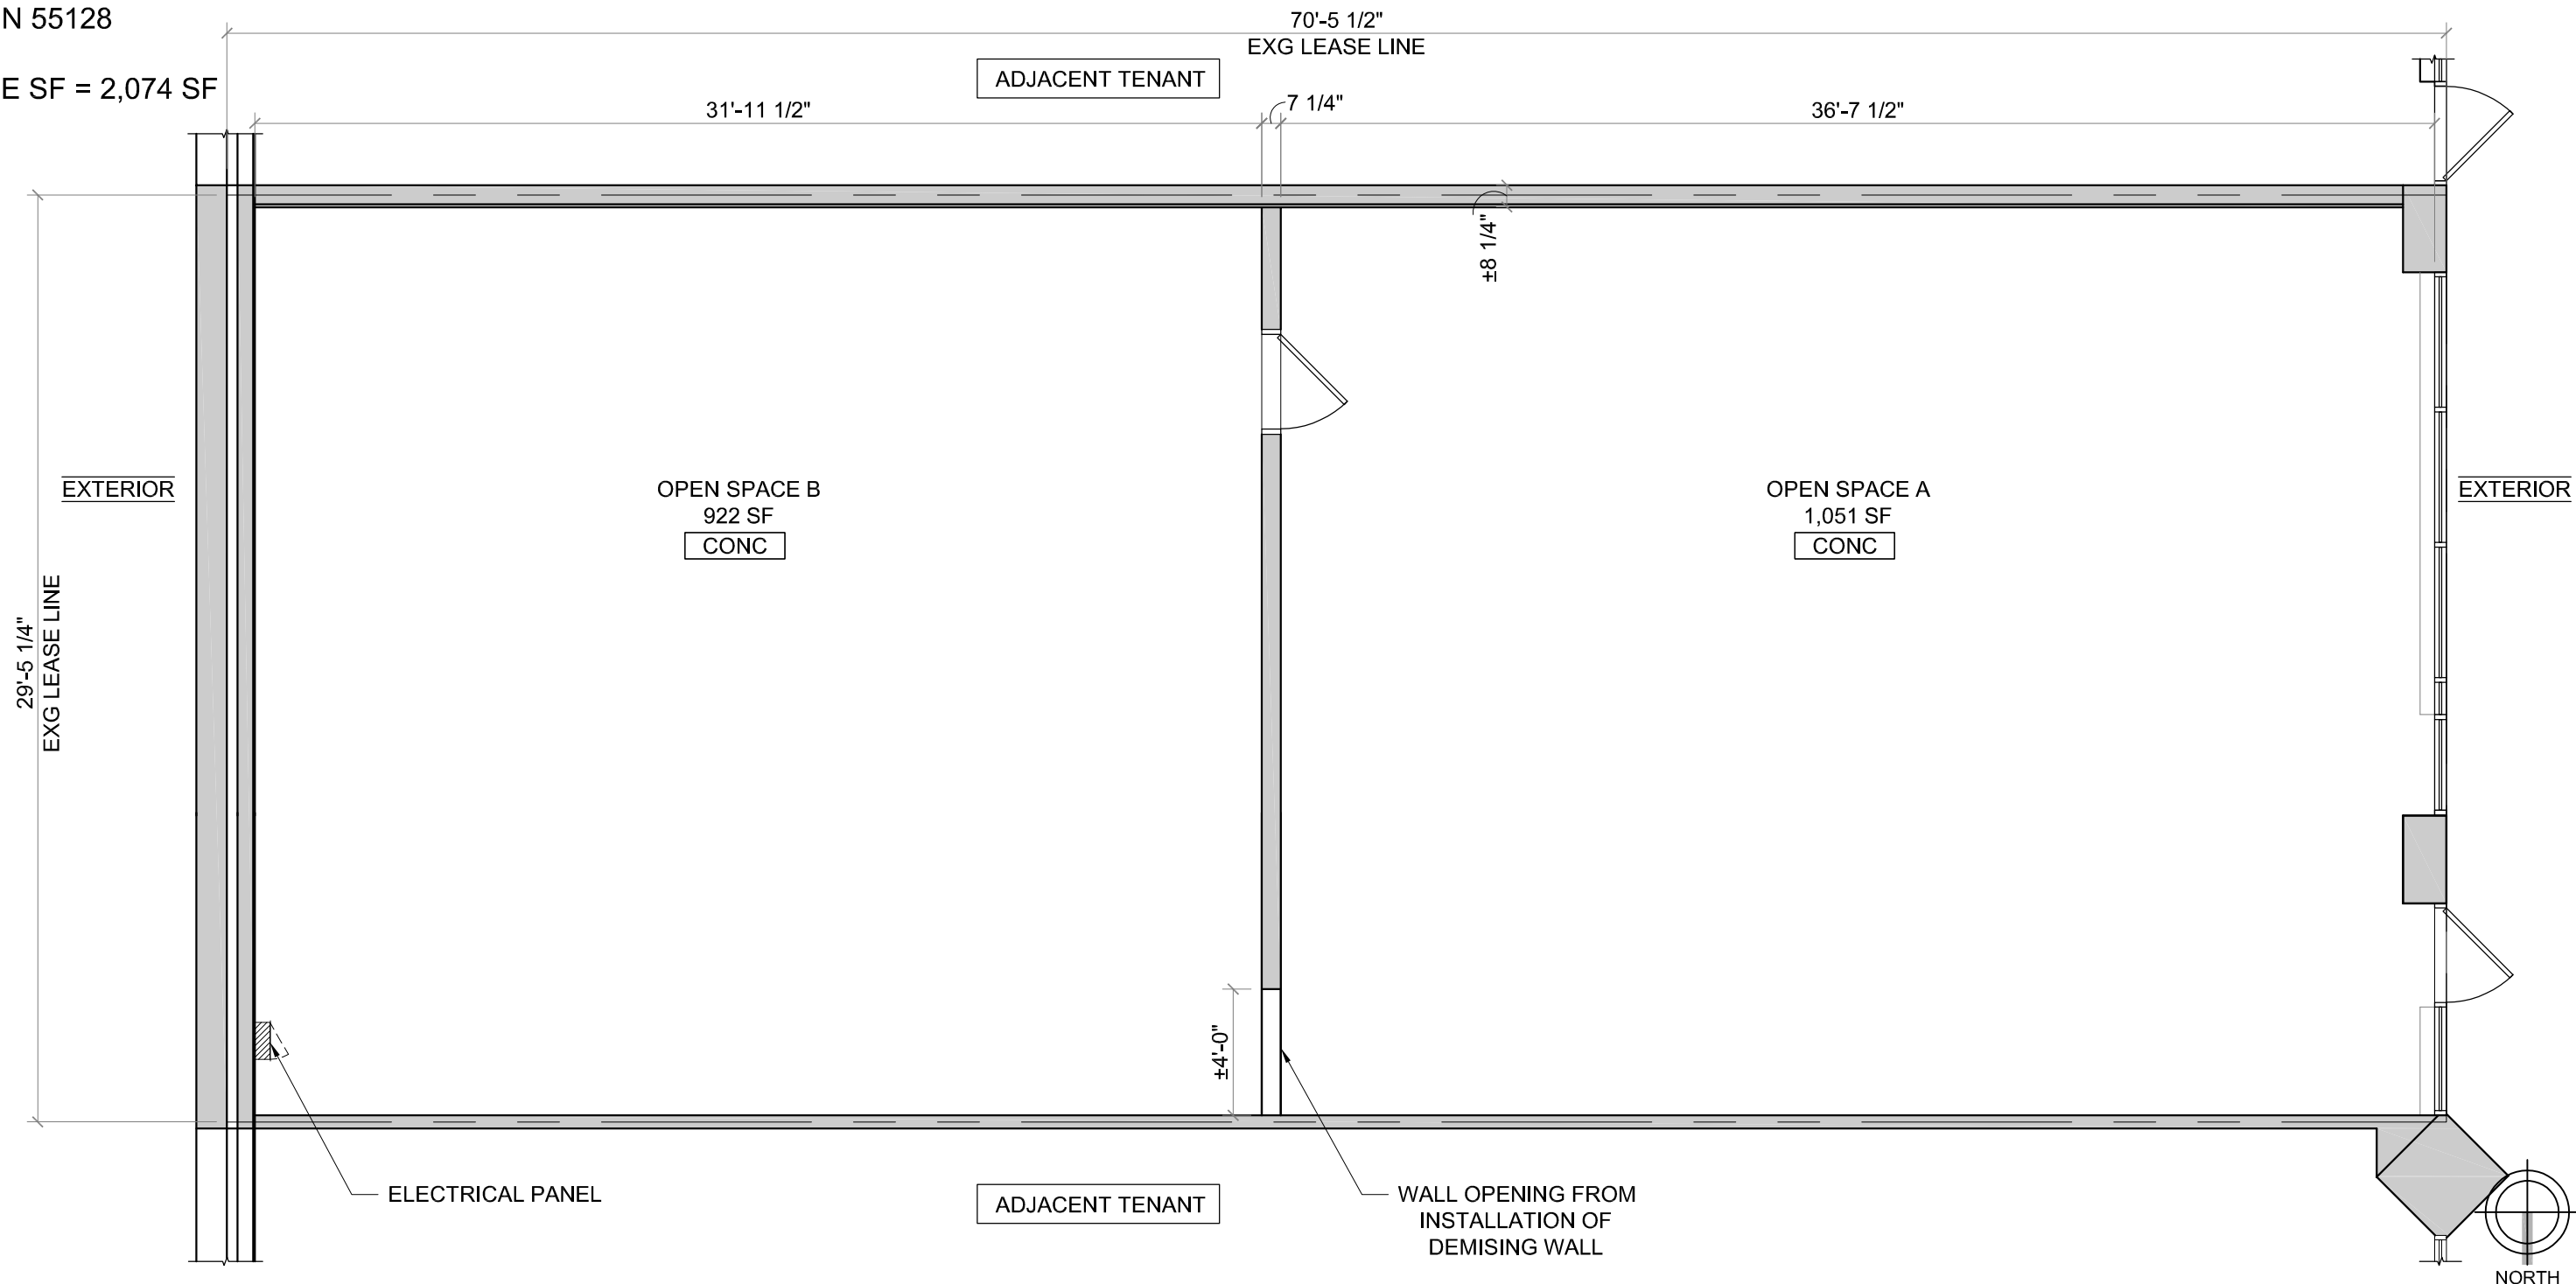 N 55128
E SF = 2,074 SF
70'-5 1/2"
EXG LEASE LINE
ADJACENT TENANT
31'-11 1/2"
7 1/4"
36'-7 1/2"
±8 1/4"
EXTERIOR
OPEN SPACE B
922 SF
CONC
OPEN SPACE A
1,051 SF
CONC
EXTERIOR
29'-5 1/4"
EXG LEASE LINE
±4'-0"
ELECTRICAL PANEL
ADJACENT TENANT
WALL OPENING FROM
INSTALLATION OF
DEMISING WALL
NORTH